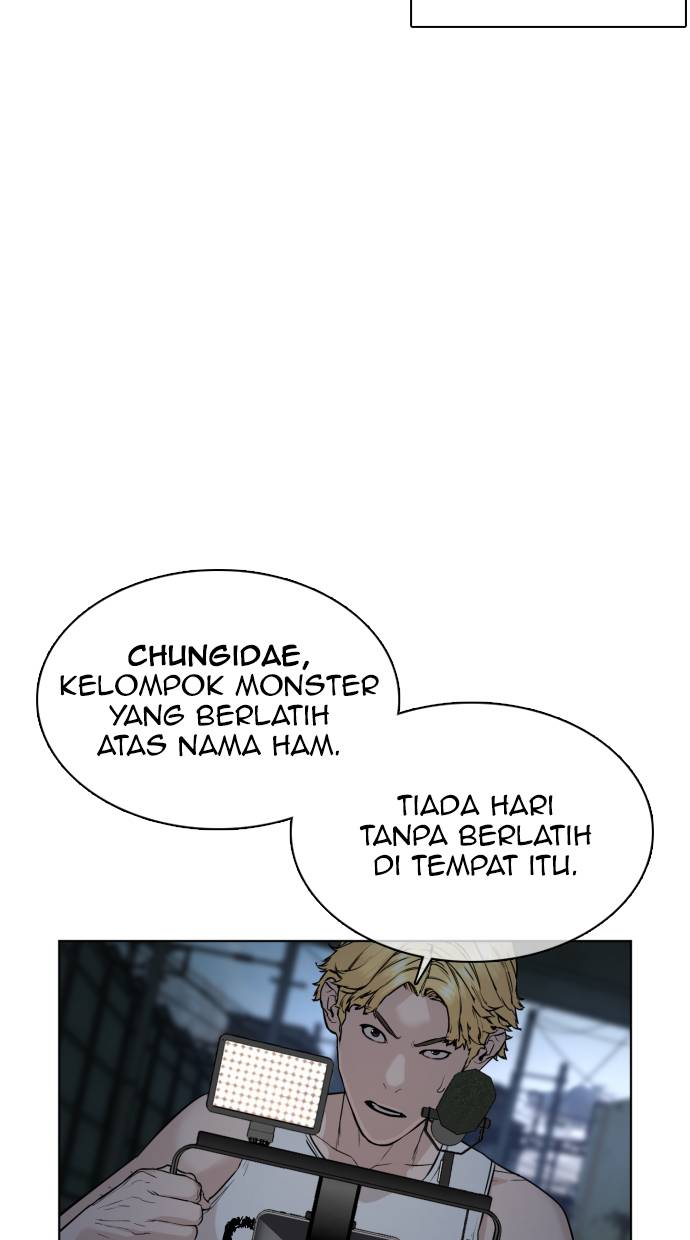 CHUNGIDAE,
KELOMPOK MONSTER
YANG BERLATIH
ATAS NAMA HAM.
TIADA HARI
TANPA BERLATIH
DI TEMPAT ITU.